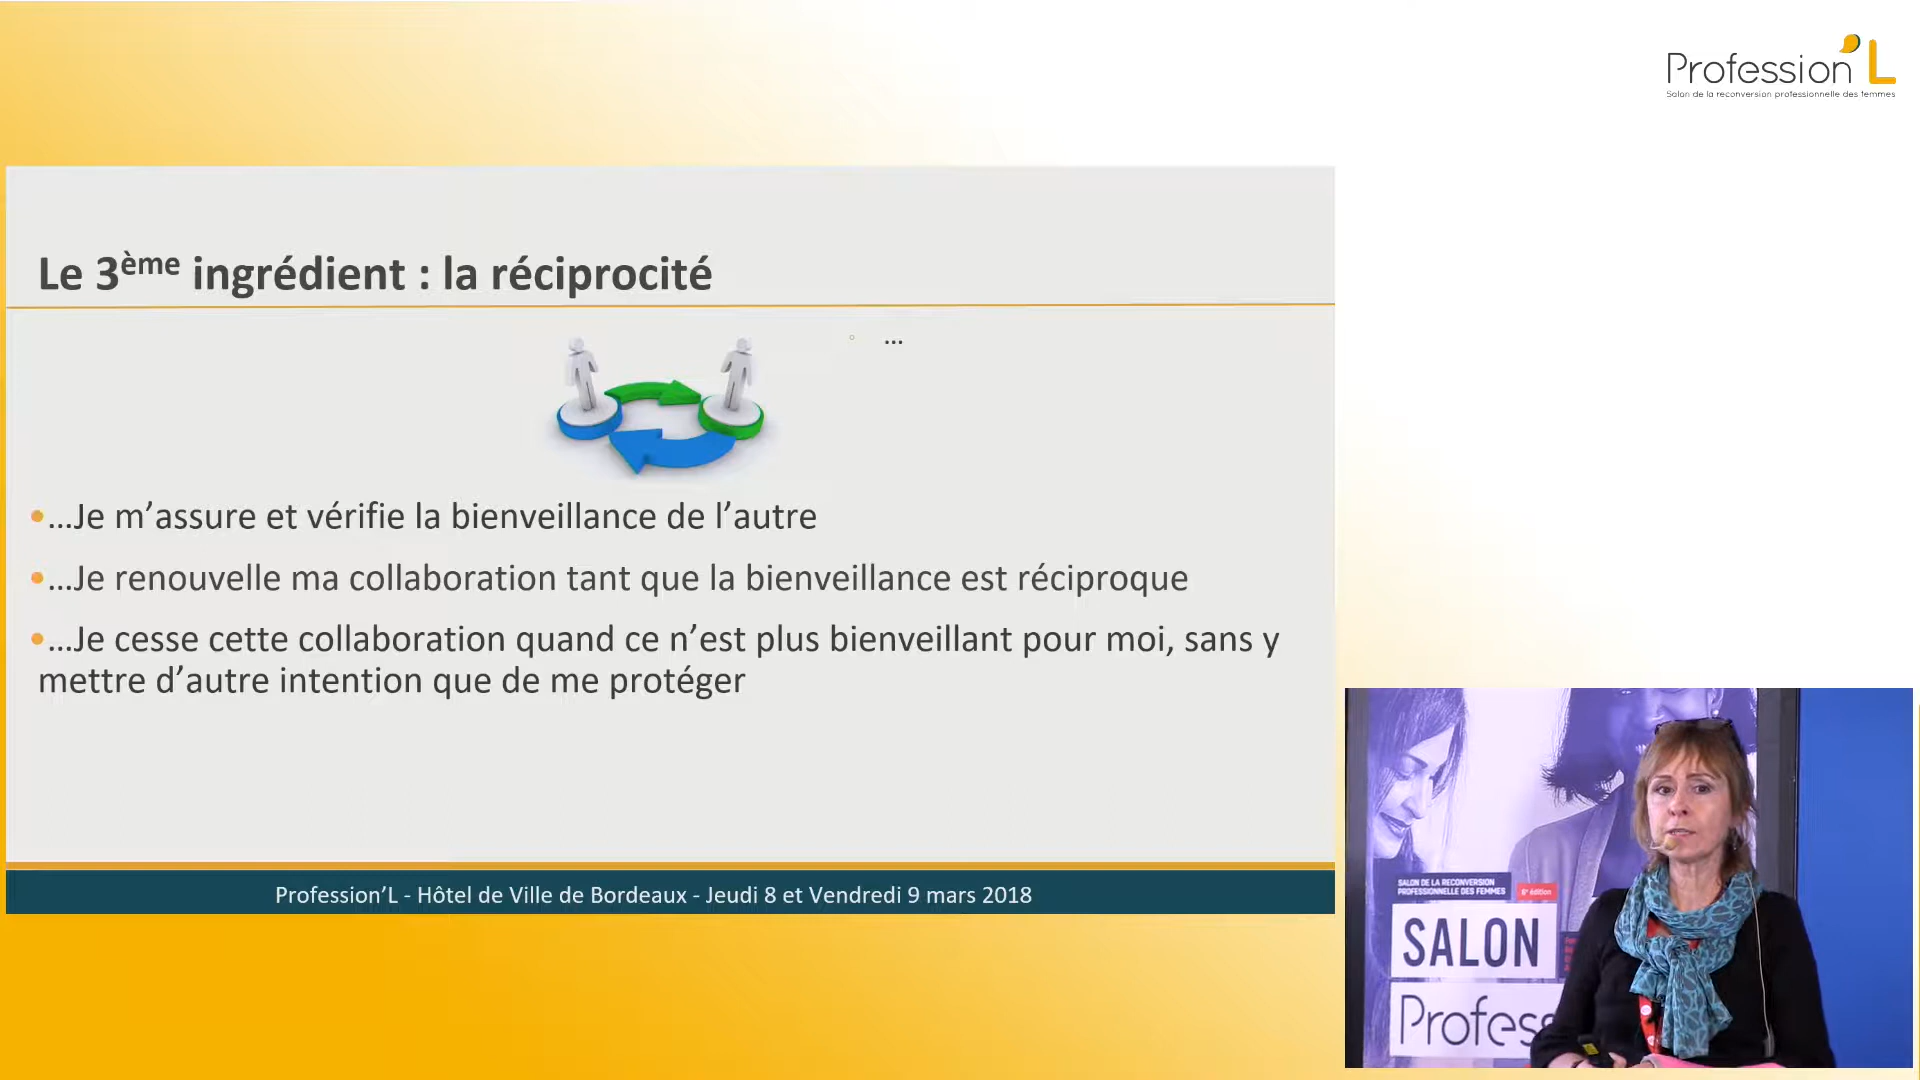 Profession'L
Salon de la reconversion professionnelle des femmes
Le 3ème ingrédient : la réciprocité
...
•...Je m’assure et vérifie la bienveillance de l’autre
•...Je renouvelle ma collaboration tant que la bienveillance est réciproque
•...Je cesse cette collaboration quand ce n’est plus bienveillant pour moi, sans y
mettre d’autre intention que de me protéger
Profession’L - Hôtel de Ville de Bordeaux - Jeudi 8 et Vendredi 9 mars 2018
SALON DE LA RECONVERSION
PROFESSIONNELLE DES FEMMES
édition
SALON
Profess